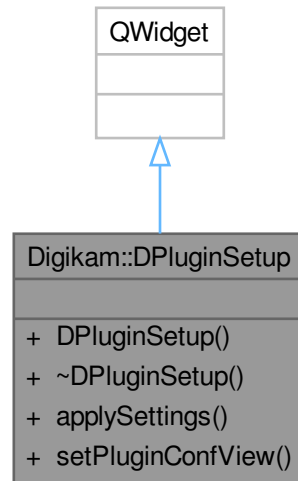 QWidget
Digikam::DPluginSetup
+ DPluginSetup()
+ ~DPluginSetup()
+ applySettings()
+ setPluginConfView()